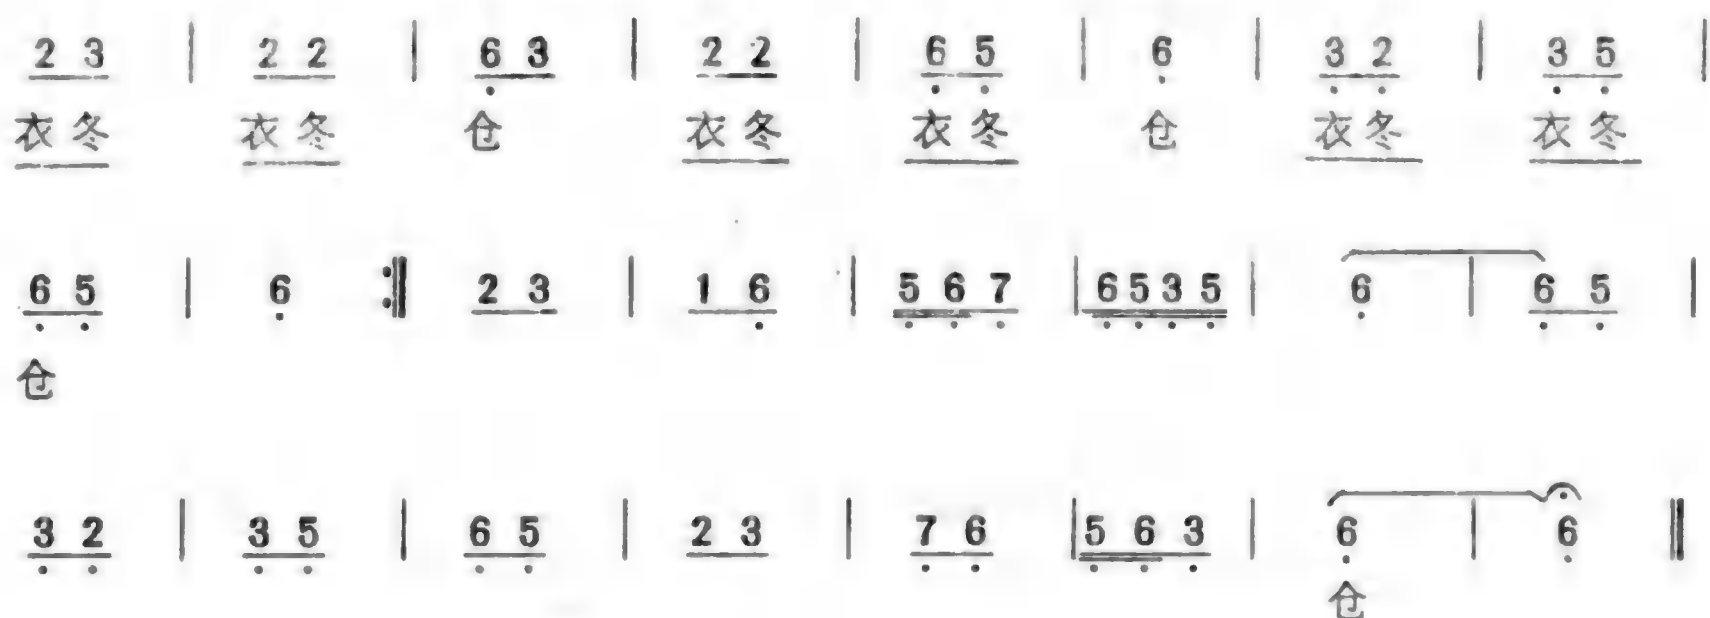 2 3 | 2 2 | 6 3 | 2 2 | 6 5 | 6 | 3 2 | 3 5 |
衣冬 衣冬 仓 衣冬 衣冬 仓 衣冬 衣冬
6 5 | 6 :‖ 2 3 | 1 6 | 5 6 7 | 6 5 3 5 | 6 | 6 5 |
仓
3 2 | 3 5 | 6 5 | 2 3 | 7 6 | 5 6 3 | 6 | 6 ‖
仓